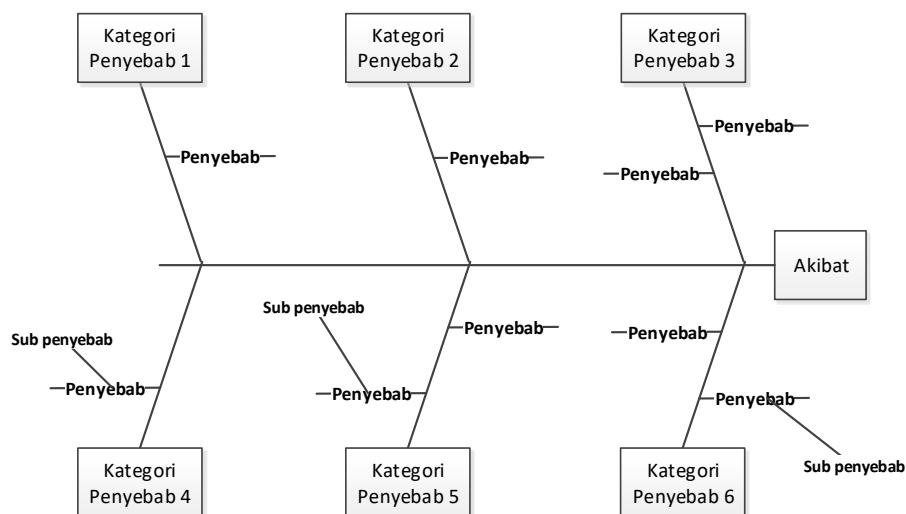 Kategori
Penyebab 1
Kategori
Penyebab 2
Kategori
Penyebab 3
Penyebab
Penyebab
Penyebab
Penyebab
Akibat
Sub penyebab
Sub penyebab
Penyebab
Penyebab
Penyebab
Penyebab
Penyebab
Sub penyebab
Kategori
Penyebab 4
Kategori
Penyebab 5
Kategori
Penyebab 6